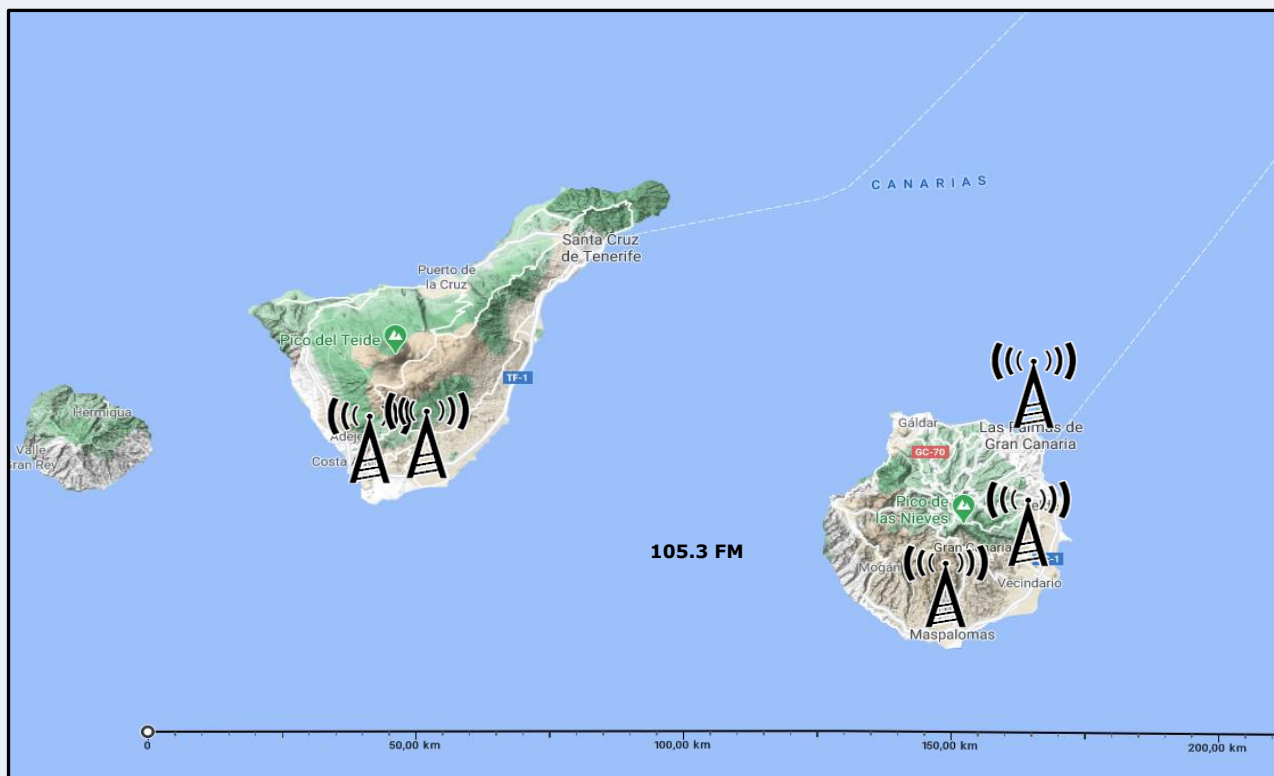 CANARIAS
Santa Cruz
de Tenerife
Puerto de
la Cruz
Pico del Teide
TF-1
Hermigua
Valle
Gran Rey
Costa
Gáldar
Las Palmas de
Gran Canaria
GC-70
Pico de
las Nieves
Gran Canaria
105.3 FM
Mogán
Vecindario
Maspalomas
0
50,00 km
100,00 km
150,00 km
200,00 km